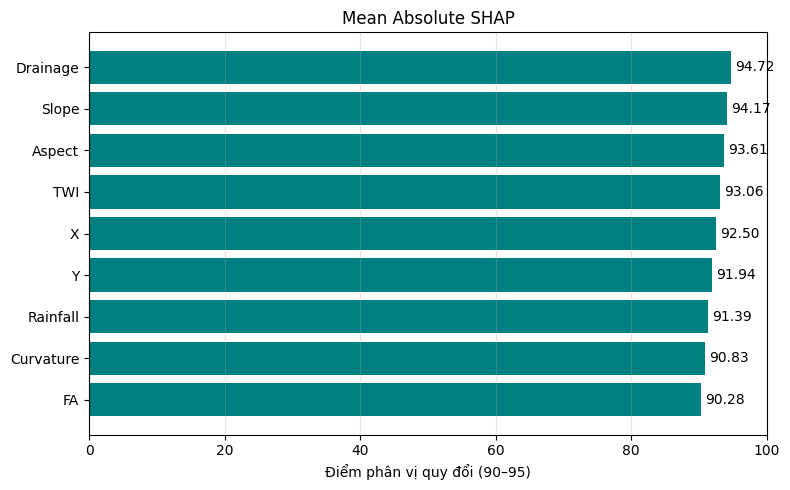 Mean Absolute SHAP
Drainage 94.72
Slope 94.17
Aspect 93.61
TWI 93.06
X 92.50
Y 91.94
Rainfall 91.39
Curvature 90.83
FA 90.28
0 20 40 60 80 100
Điểm phân vị quy đổi (90–95)